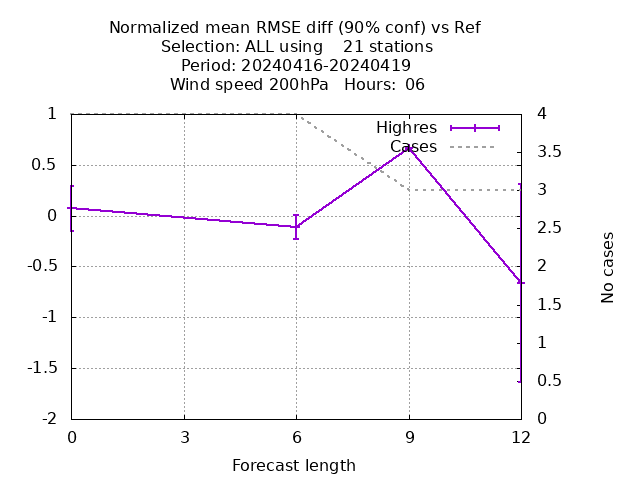 Normalized mean RMSE diff (90% conf) vs Ref
Selection: ALL using    21 stations
Period: 20240416-20240419
Wind speed 200hPa   Hours:  06
Highres
Cases
1
0.5
0
-0.5
-1
-1.5
-2
4
3.5
3
2.5
2
1.5
1
0.5
0
No cases
0 3 6 9 12
Forecast length